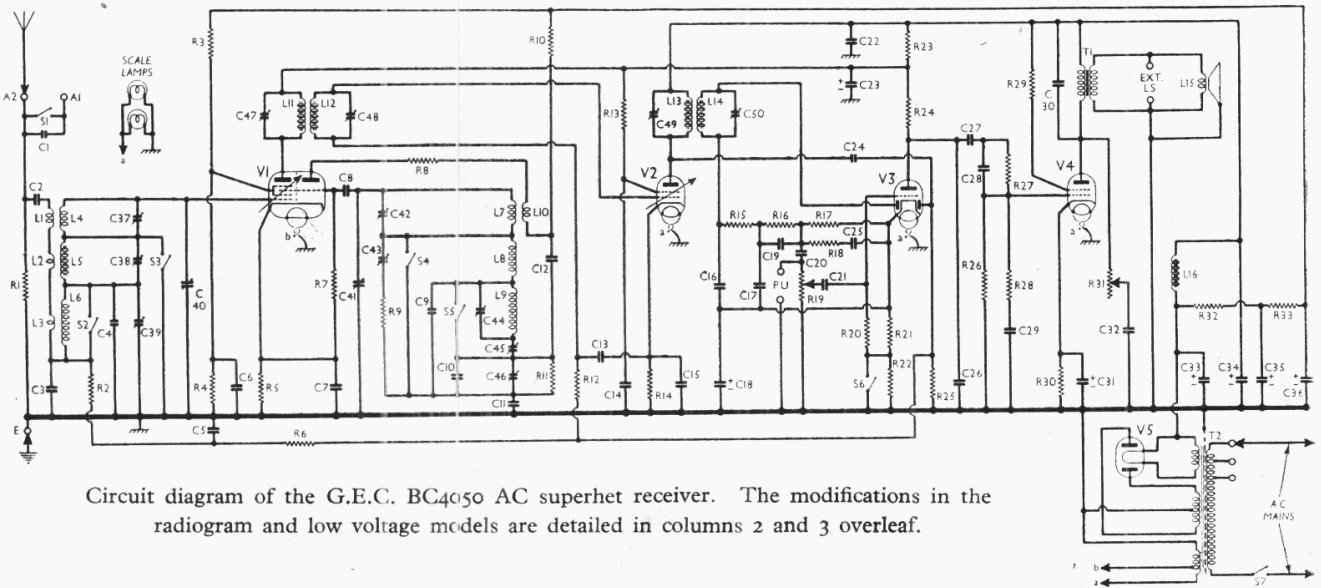 R3
R10
C22
R23
C23
R24
R29
C
30
T1
EXT.
LS
L15
SCALE
LAMPS
A2
A1
S1
C1
a
C47
L11
L12
C48
R13
L13
L14
C49
C50
C24
C27
C28
R27
V1
R8
V2
V3
V4
C2
L1
L4
C37
C8
C42
L7
L10
L2
L5
C38
S3
b
a
a
a
C43
S4
L8
R15
R16
R17
C19
R18
C25
C20
R1
L3
L6
S2
C4
C39
C
40
R7
C41
R9
C9
S5
L9
C44
C12
C16
C17
PU
R19
C21
R26
R28
R31
L16
C45
R20
R21
C29
C32
R32
R33
C3
R2
R4
C6
R5
C7
C10
C46
R11
C13
R12
C14
R14
C15
C18
S6
R22
R25
C26
R30
C31
C33
C34
C35
C36
C11
E
C5
R6
V5
T2
AC
MAINS
b
a
S7
Circuit diagram of the G.E.C. BC4050 AC superhet receiver. The modifications in the
radiogram and low voltage models are detailed in columns 2 and 3 overleaf.